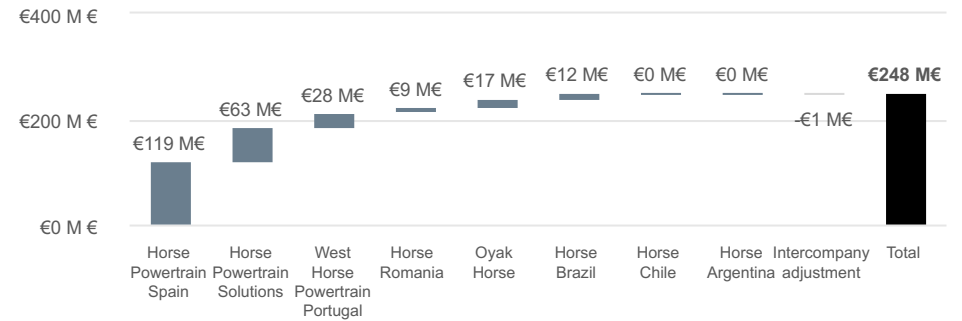 €400 M €
€200 M €
€0 M €
€119 M€
€63 M€
€28 M€
€9 M€
€17 M€
€12 M€
€0 M€
€0 M€
-€1 M€
€248 M€
Horse
Powertrain
Spain
Horse
Powertrain
Solutions
West
Horse
Powertrain
Portugal
Horse
Romania
Oyak
Horse
Horse
Brazil
Horse
Chile
Horse
Argentina
Intercompany
adjustment
Total